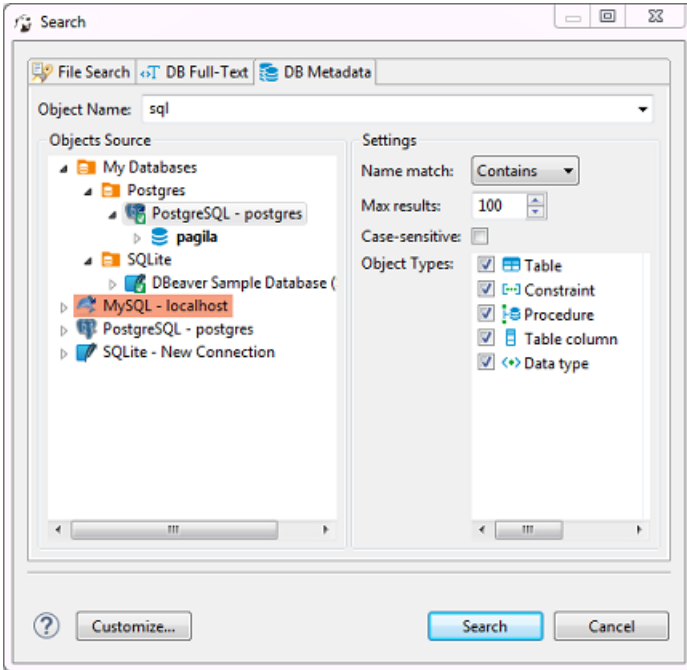 Search
File Search DB Full-Text DB Metadata
Object Name: sql
Objects Source
My Databases
Postgres
PostgreSQL - postgres
pagila
SQLite
DBeaver Sample Database (
MySQL - localhost
PostgreSQL - postgres
SQLite - New Connection
Settings
Name match: Contains
Max results: 100
Case-sensitive:
Object Types:
Table
Constraint
Procedure
Table column
Data type
Customize...
Search
Cancel